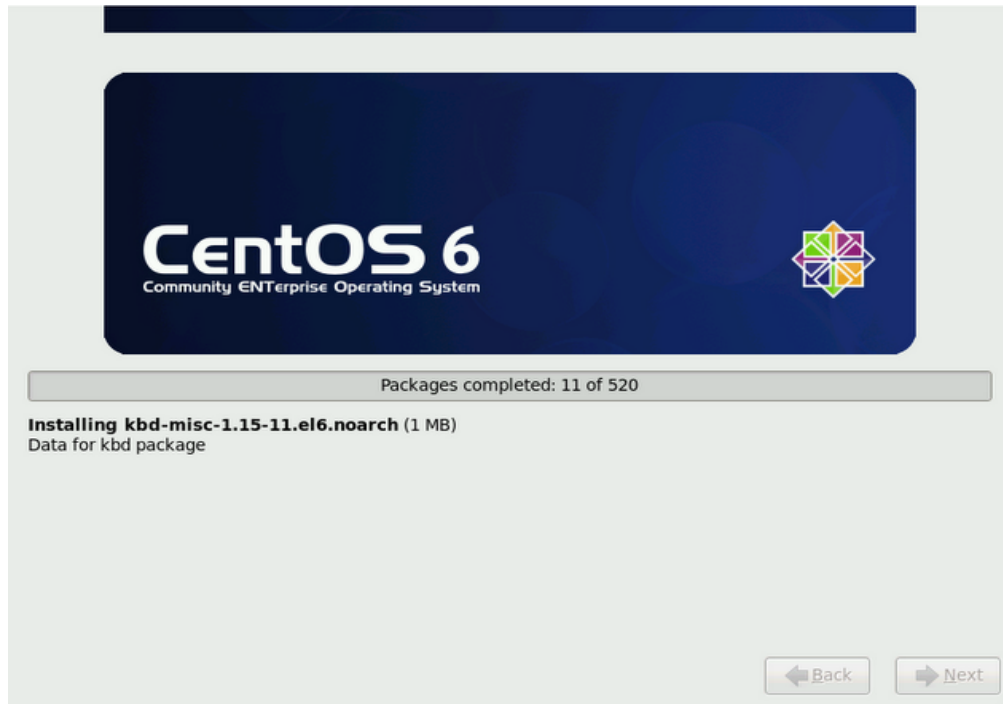 CentOS 6
Community ENTerprise Operating System
Packages completed: 11 of 520
Installing kbd-misc-1.15-11.el6.noarch (1 MB)
Data for kbd package
Back
Next